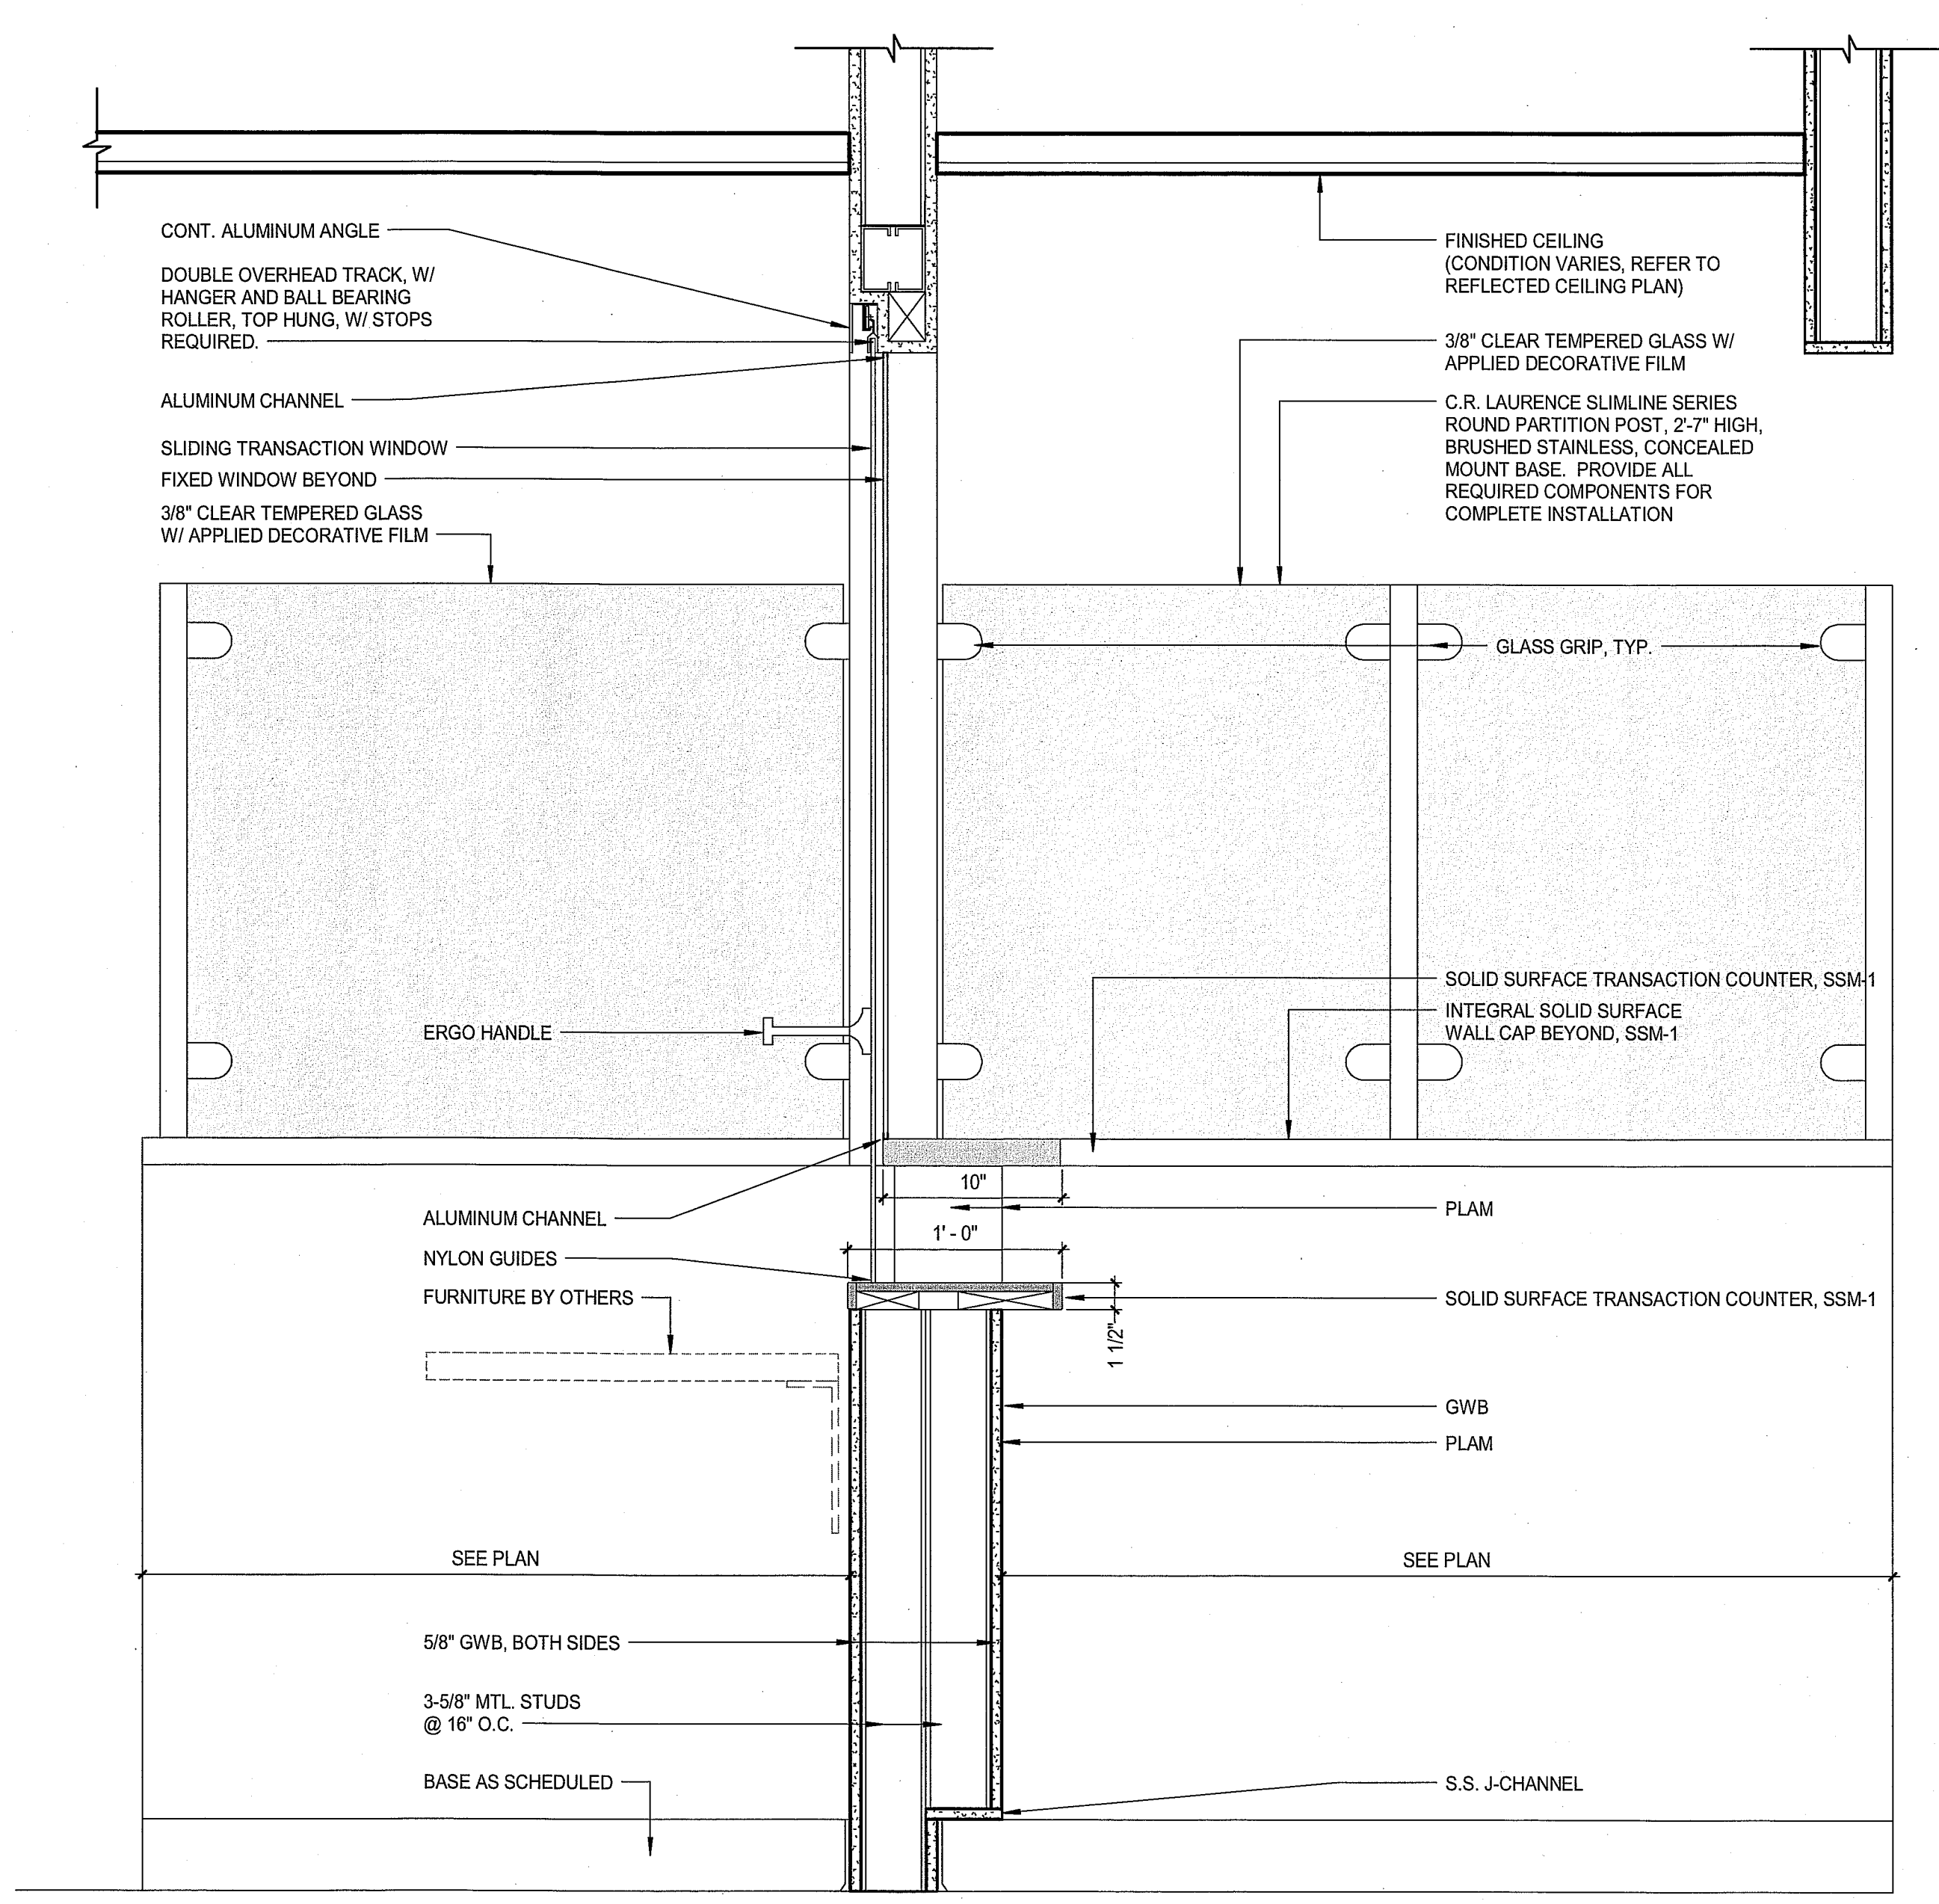 CONT. ALUMINUM ANGLE
DOUBLE OVERHEAD TRACK, W/
HANGER AND BALL BEARING
ROLLER, TOP HUNG, W/ STOPS
REQUIRED.
ALUMINUM CHANNEL
SLIDING TRANSACTION WINDOW
FIXED WINDOW BEYOND
3/8" CLEAR TEMPERED GLASS
W/ APPLIED DECORATIVE FILM
FINISHED CEILING
(CONDITION VARIES, REFER TO
REFLECTED CEILING PLAN)
3/8" CLEAR TEMPERED GLASS W/
APPLIED DECORATIVE FILM
C.R. LAURENCE SLIMLINE SERIES
ROUND PARTITION POST, 2'-7" HIGH,
BRUSHED STAINLESS, CONCEALED
MOUNT BASE. PROVIDE ALL
REQUIRED COMPONENTS FOR
COMPLETE INSTALLATION
GLASS GRIP, TYP.
ERGO HANDLE
SOLID SURFACE TRANSACTION COUNTER, SSM-1
INTEGRAL SOLID SURFACE
WALL CAP BEYOND, SSM-1
10"
PLAM
ALUMINUM CHANNEL
1' - 0"
NYLON GUIDES
FURNITURE BY OTHERS
SOLID SURFACE TRANSACTION COUNTER, SSM-1
1 1/2"
GWB
PLAM
SEE PLAN
SEE PLAN
5/8" GWB, BOTH SIDES
3-5/8" MTL. STUDS
@ 16" O.C.
BASE AS SCHEDULED
S.S. J-CHANNEL